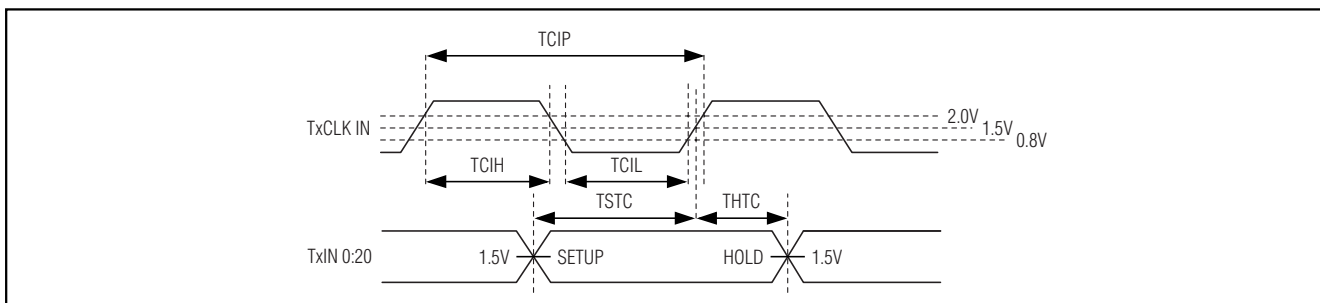 TCIP
TxCLK IN
2.0V
1.5V
0.8V
TCIH
TCIL
TSTC
THTC
TxIN 0:20
1.5V
SETUP
HOLD
1.5V